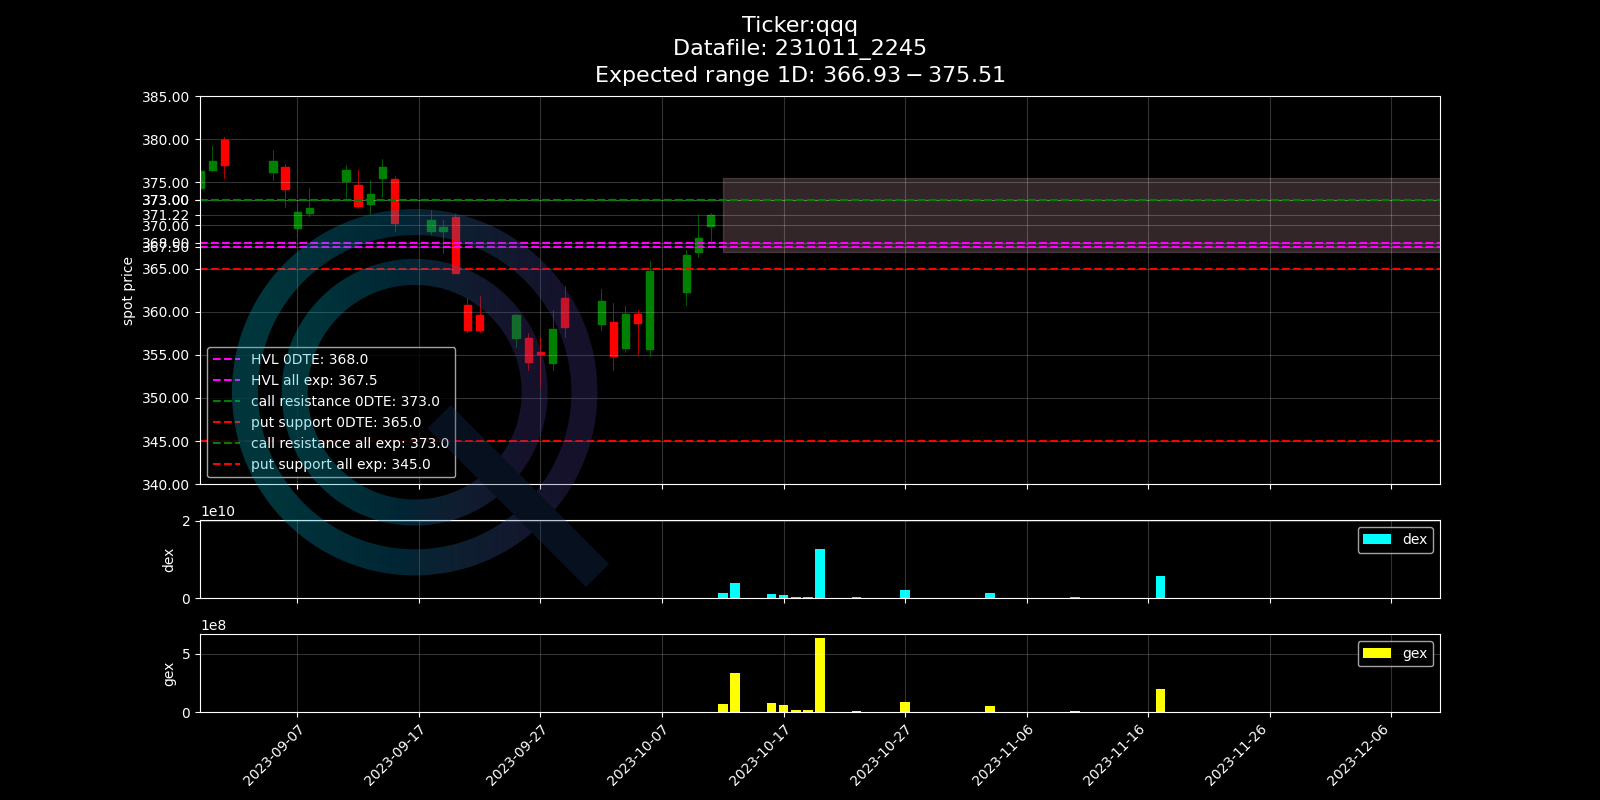 Ticker:qqq
Datafile: 231011_2245
Expected range 1D: 366.93 − 375.51
385.00
380.00
375.00
373.00
371.22
370.00
368.00
367.50
365.00
360.00
355.00
350.00
345.00
340.00
spot price
HVL 0DTE: 368.0
HVL all exp: 367.5
call resistance 0DTE: 373.0
put support 0DTE: 365.0
call resistance all exp: 373.0
put support all exp: 345.0
1e10
2
0
dex
dex
1e8
5
0
gex
gex
2023-09-07
2023-09-17
2023-09-27
2023-10-07
2023-10-17
2023-10-27
2023-11-06
2023-11-16
2023-11-26
2023-12-06